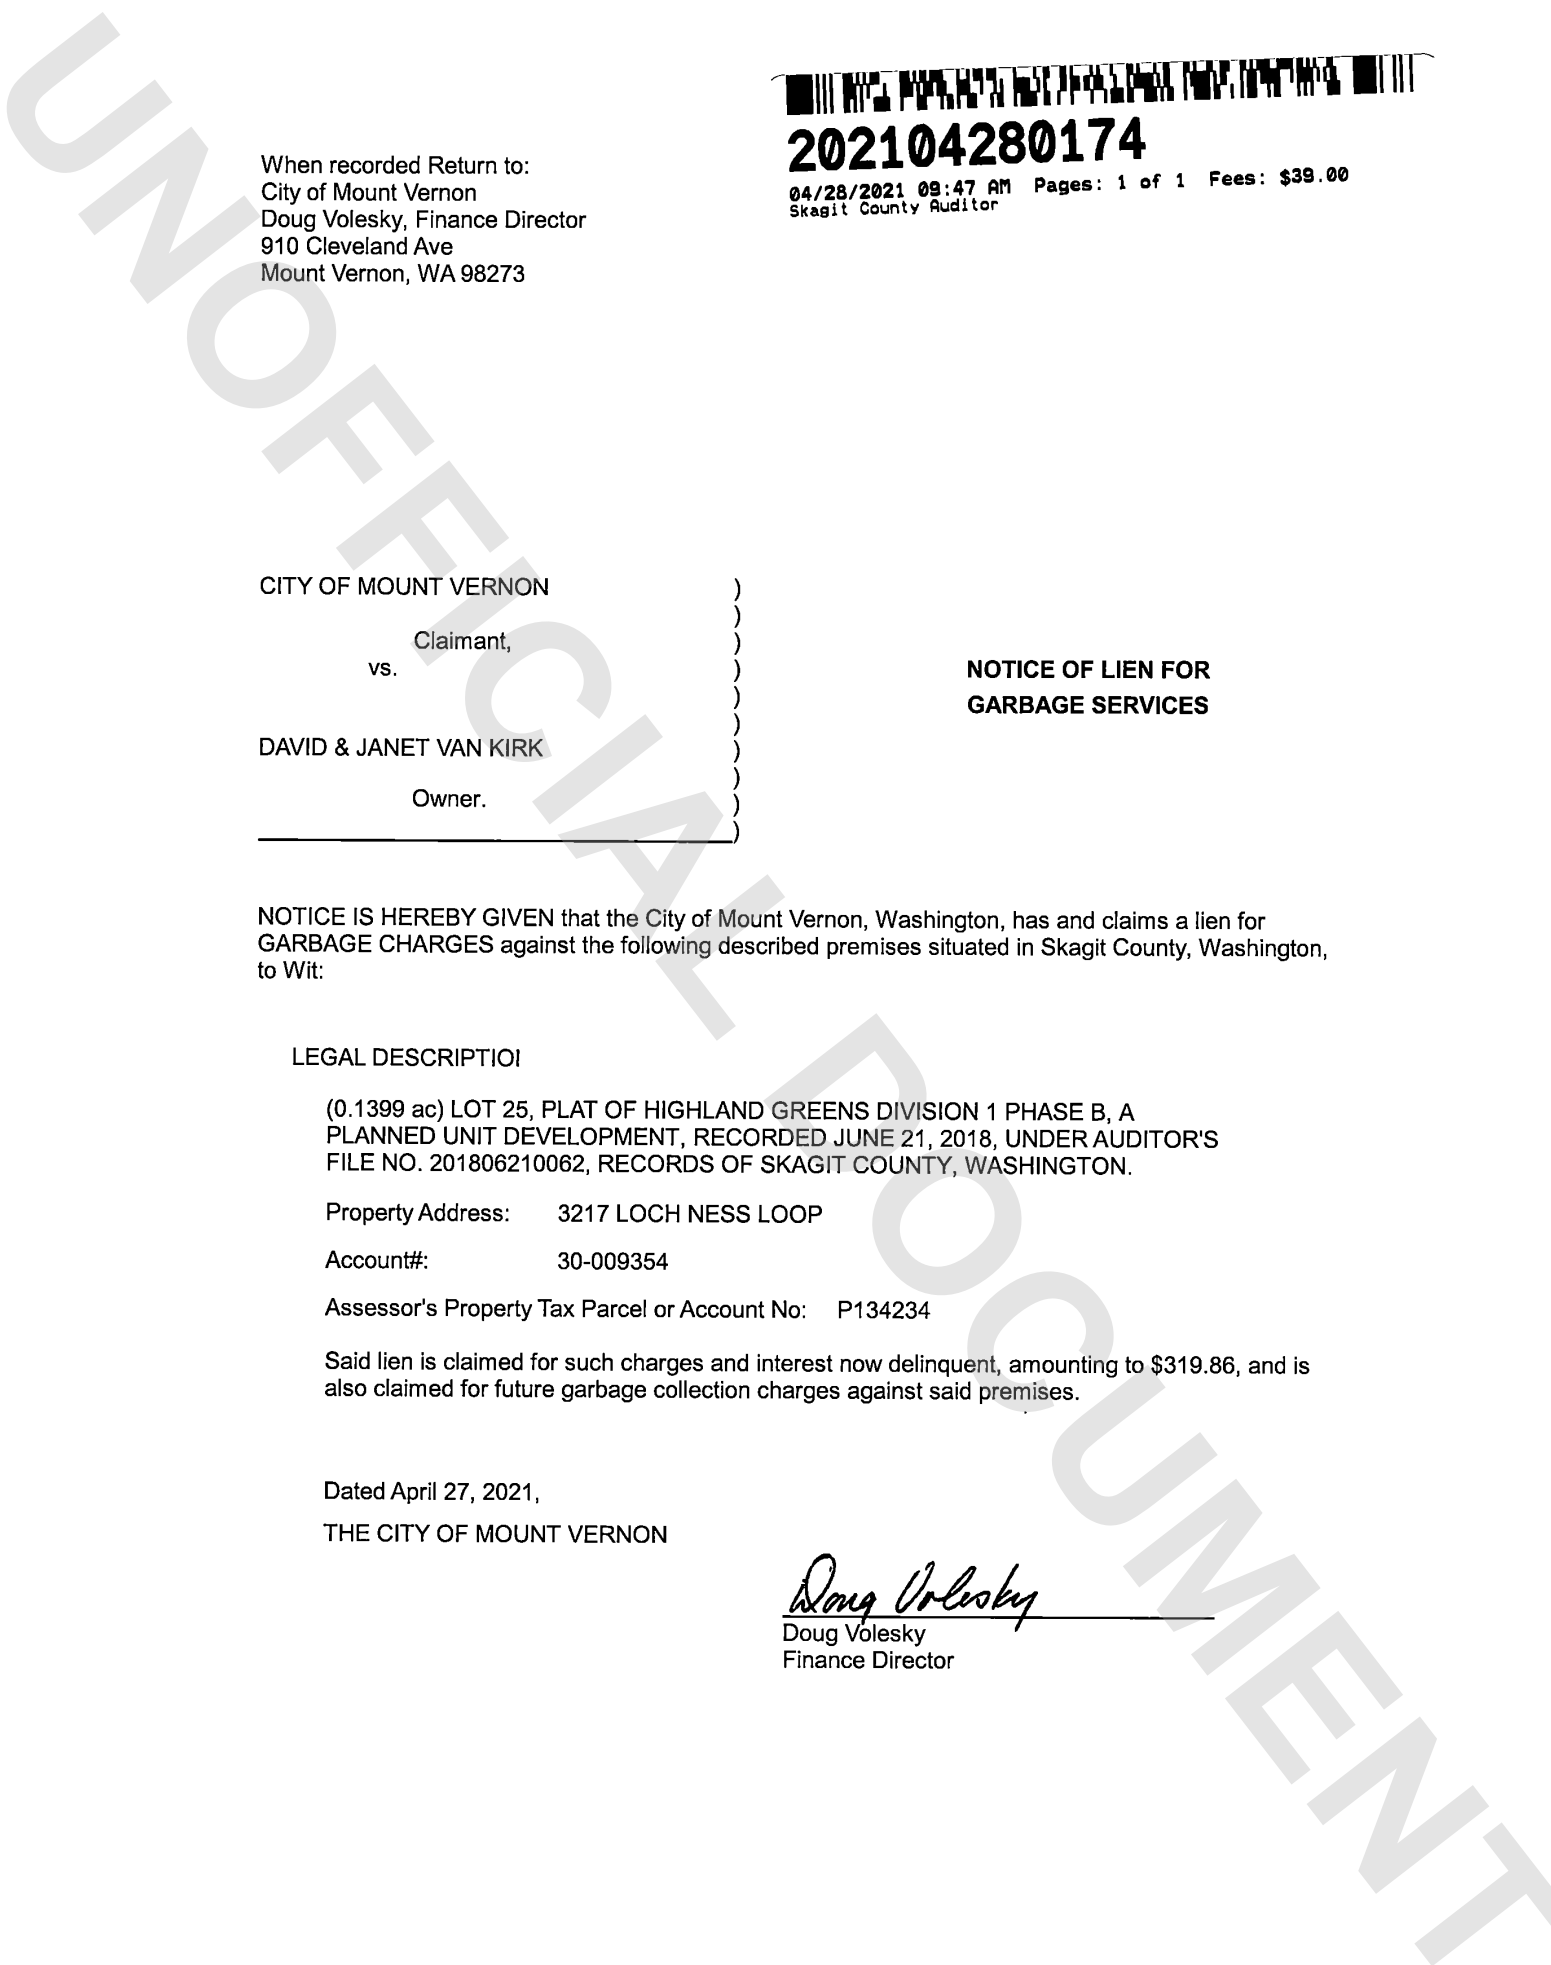 UNOFFICIAL DOCUMENT
202104280174
04/28/2021 09:47 AM Pages: 1 of 1 Fees: $39.00
Skagit County Auditor
When recorded Return to:
City of Mount Vernon
Doug Volesky, Finance Director
910 Cleveland Ave
Mount Vernon, WA 98273
CITY OF MOUNT VERNON )
)
Claimant, )
vs. )
)
)
DAVID & JANET VAN KIRK )
)
Owner. )
)
NOTICE OF LIEN FOR
GARBAGE SERVICES
NOTICE IS HEREBY GIVEN that the City of Mount Vernon, Washington, has and claims a lien for
GARBAGE CHARGES against the following described premises situated in Skagit County, Washington,
to Wit:
LEGAL DESCRIPTIOI
(0.1399 ac) LOT 25, PLAT OF HIGHLAND GREENS DIVISION 1 PHASE B, A
PLANNED UNIT DEVELOPMENT, RECORDED JUNE 21, 2018, UNDER AUDITOR'S
FILE NO. 201806210062, RECORDS OF SKAGIT COUNTY, WASHINGTON.
Property Address: 3217 LOCH NESS LOOP
Account#: 30-009354
Assessor's Property Tax Parcel or Account No: P134234
Said lien is claimed for such charges and interest now delinquent, amounting to $319.86, and is
also claimed for future garbage collection charges against said premises.
Dated April 27, 2021,
THE CITY OF MOUNT VERNON
Doug Volesky
Doug Volesky
Finance Director